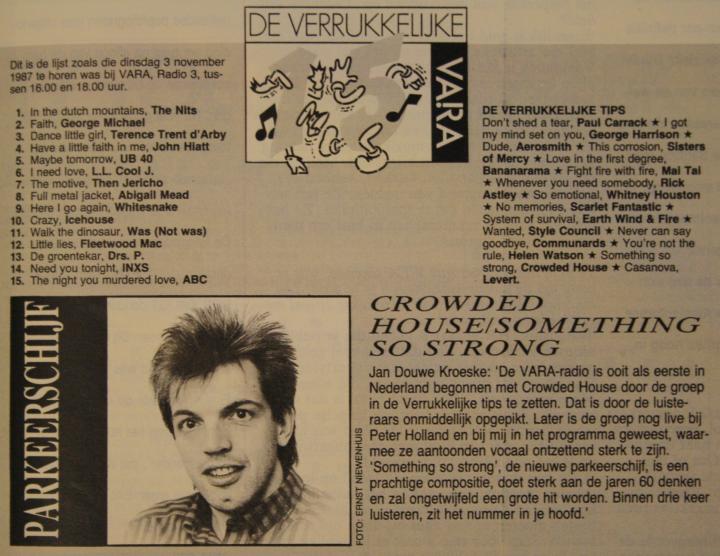 DE VERRUKKELIJKE
15
VARA
Dit is de lijst zoals die dinsdag 3 november
1987 te horen was bij VARA, Radio 3, tus-
sen 16.00 en 18.00 uur.
1. In the dutch mountains, The Nits
2. Faith, George Michael
3. Dance little girl, Terence Trent d'Arby
4. Have a little faith in me, John Hiatt
5. Maybe tomorrow, UB 40
6. I need love, L.L. Cool J.
7. The motive, Then Jericho
8. Full metal jacket, Abigall Mead
9. Here I go again, Whitesnake
10. Crazy, Icehouse
11. Walk the dinosaur, Was (Not was)
12. Little lies, Fleetwood Mac
13. De groentekar, Drs. P.
14. Need you tonight, INXS
15. The night you murdered love, ABC
DE VERRUKKELIJKE TIPS
Don't shed a tear, Paul Carrack ★ I got
my mind set on you, George Harrison ★
Dude, Aerosmith ★ This corrosion, Sisters
of Mercy ★ Love in the first degree,
Bananarama ★ Fight fire with fire, Mai Tai
★ Whenever you need somebody, Rick
Astley ★ So emotional, Whitney Houston
★ No memories, Scarlet Fantastic ★
System of survival, Earth Wind & Fire ★
Wanted, Style Council ★ Never can say
goodbye, Communards ★ You're not the
rule, Helen Watson ★ Something so
strong, Crowded House ★ Casanova,
Levert.
PARKEERSCHIJF
FOTO: ERNST NIEWENHUIS
CROWDED
HOUSE/SOMETHING
SO STRONG
Jan Douwe Kroeske: 'De VARA-radio is ooit als eerste in
Nederland begonnen met Crowded House door de groep
in de Verrukkelijke tips te zetten. Dat is door de luiste-
raars onmiddellijk opgepikt. Later is de groep nog live bij
Peter Holland en bij mij in het programma geweest, waar-
mee ze aantoonden vocaal ontzettend sterk te zijn.
'Something so strong', de nieuwe parkeerschijf, is een
prachtige compositie, doet sterk aan de jaren 60 denken
en zal ongetwijfeld een grote hit worden. Binnen drie keer
luisteren, zit het nummer in je hoofd.'